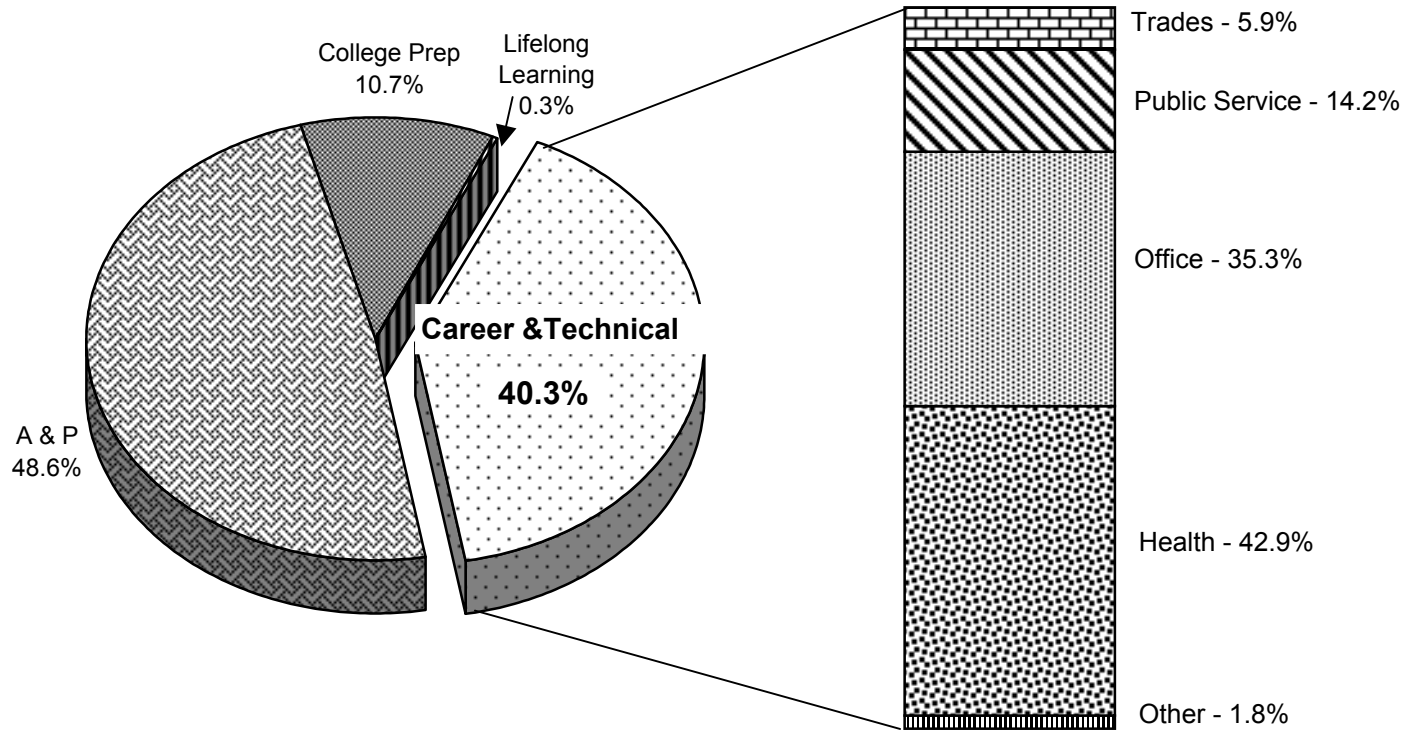 College Prep
10.7%
Lifelong
Learning
0.3%
Career &Technical
40.3%
A & P
48.6%
Trades - 5.9%
Public Service - 14.2%
Office - 35.3%
Health - 42.9%
Other - 1.8%